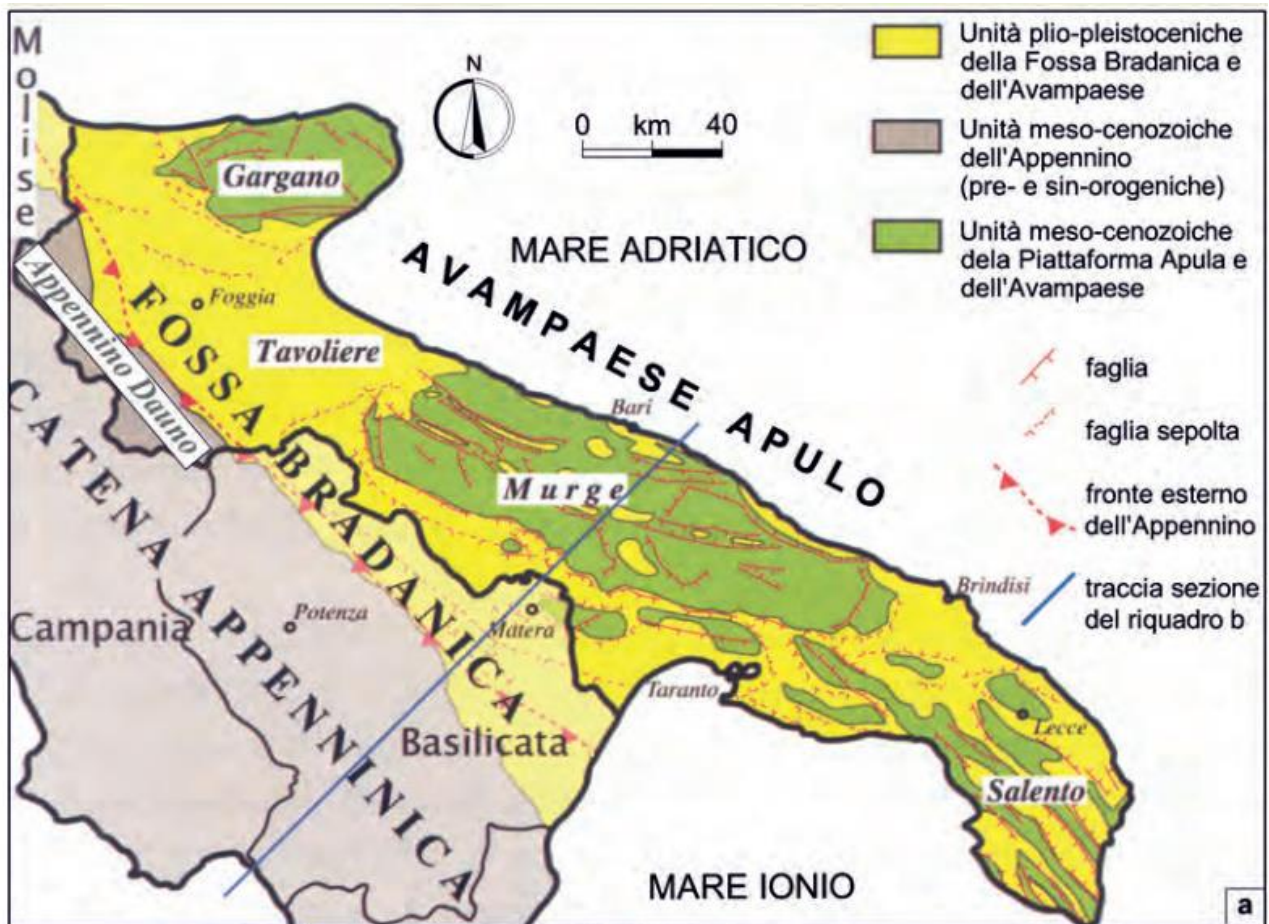 Molise
N
0 km 40
Unità plio-pleistoceniche
della Fossa Bradanica e
dell'Avampaese
Unità meso-cenozoiche
dell'Appennino
(pre- e sin-orogeniche)
Unità meso-cenozoiche
dela Piattaforma Apula e
dell'Avampaese
faglia
faglia sepolta
fronte esterno
dell'Appennino
traccia sezione
del riquadro b
Gargano
MARE ADRIATICO
AVAMPAESE APULO
Appennino Dauno
Foggia
FOSSA BRADANICA
Tavoliere
CATENA APPENNINICA
Bari
Murge
Brindisi
Campania
Potenza
Matera
Taranto
Lecce
Basilicata
Salento
MARE IONIO
a